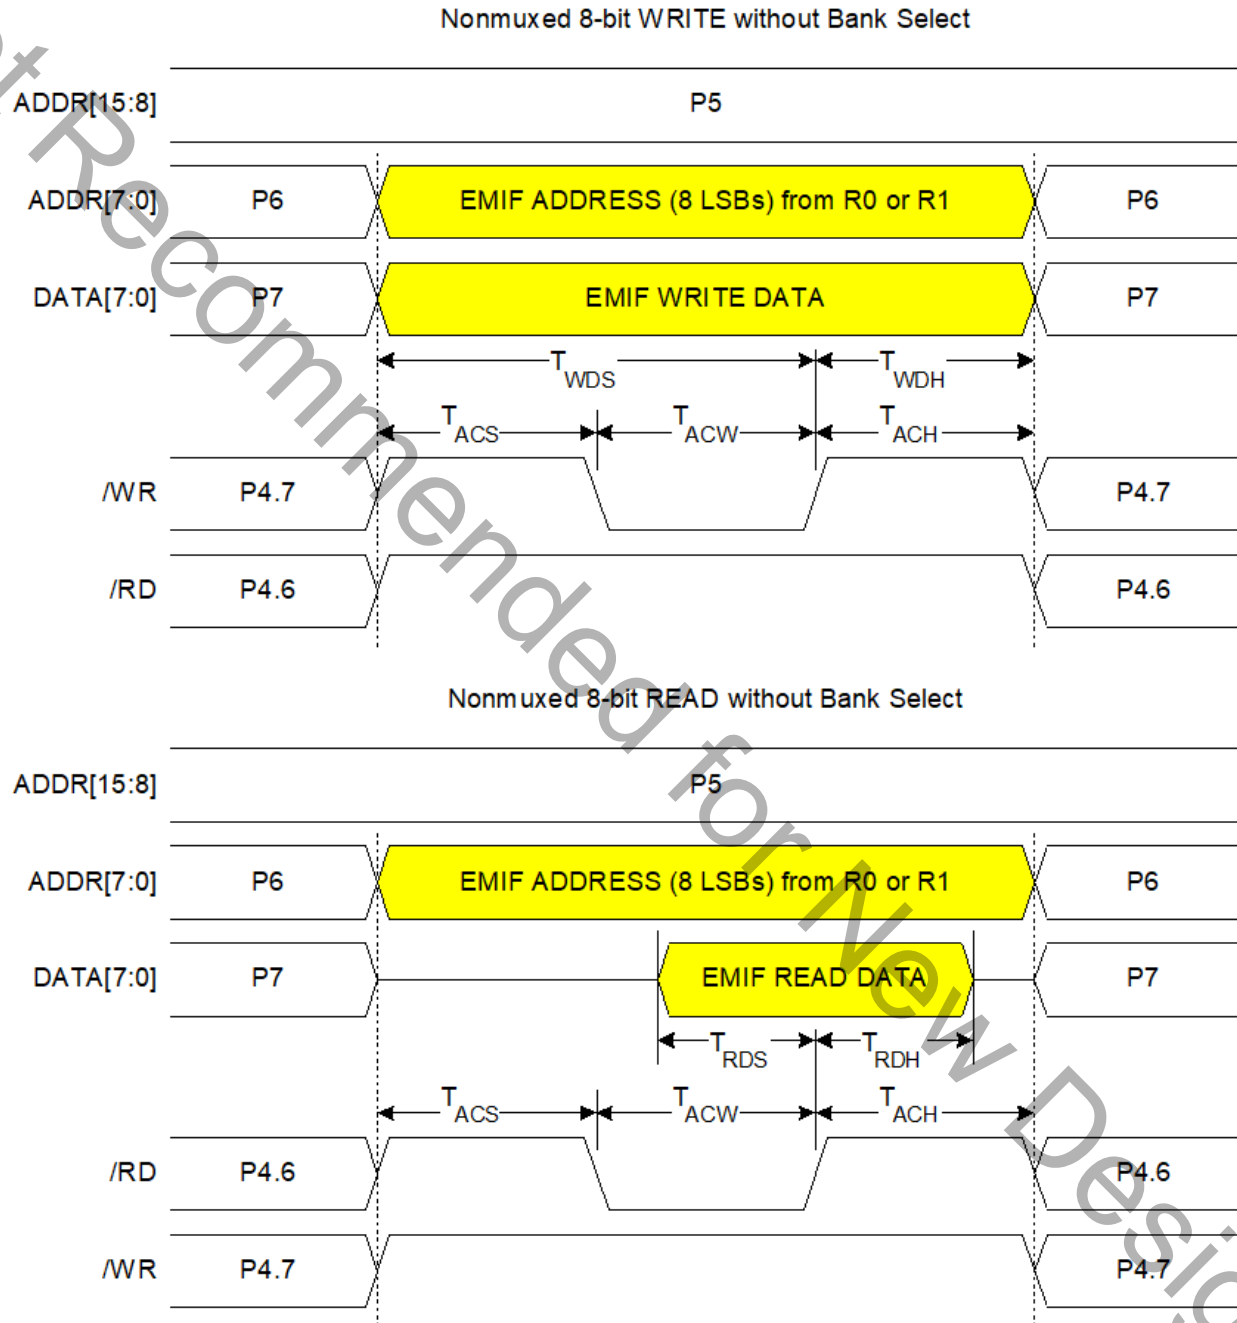 Nonmuxed 8-bit WRITE without Bank Select
ADDR[15:8] P5
ADDR[7:0] P6 EMIF ADDRESS (8 LSBs) from R0 or R1 P6
DATA[7:0] P7 EMIF WRITE DATA P7
TWDS TWDH
TACS TACW TACH
/WR P4.7 P4.7
/RD P4.6 P4.6
Nonmuxed 8-bit READ without Bank Select
ADDR[15:8] P5
ADDR[7:0] P6 EMIF ADDRESS (8 LSBs) from R0 or R1 P6
DATA[7:0] P7 EMIF READ DATA P7
TRDS TRDH
TACS TACW TACH
/RD P4.6 P4.6
/WR P4.7 P4.7
Recommended for New Desig